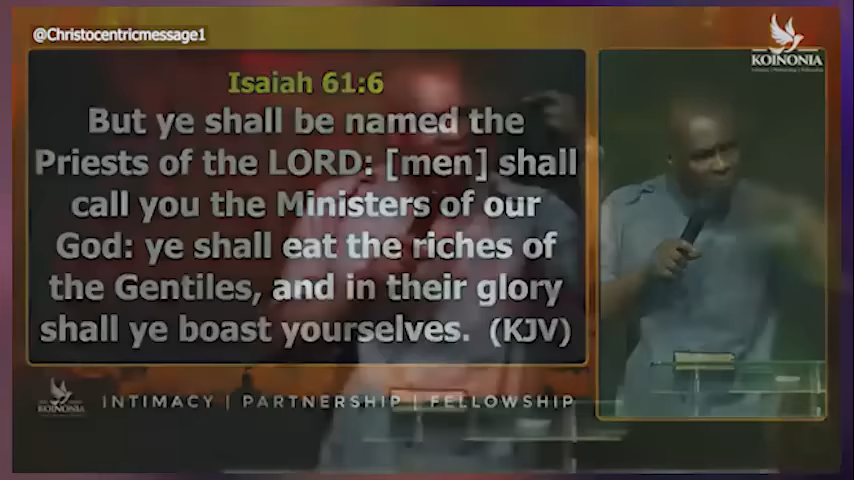 @Christocentricmessage1
KOINONIA
Isaiah 61:6
But ye shall be named the
Priests of the LORD: [men] shall
call you the Ministers of our
God: ye shall eat the riches of
the Gentiles, and in their glory
shall ye boast yourselves. (KJV)
KOINONIA
INTIMACY | PARTNERSHIP | FELLOWSHIP